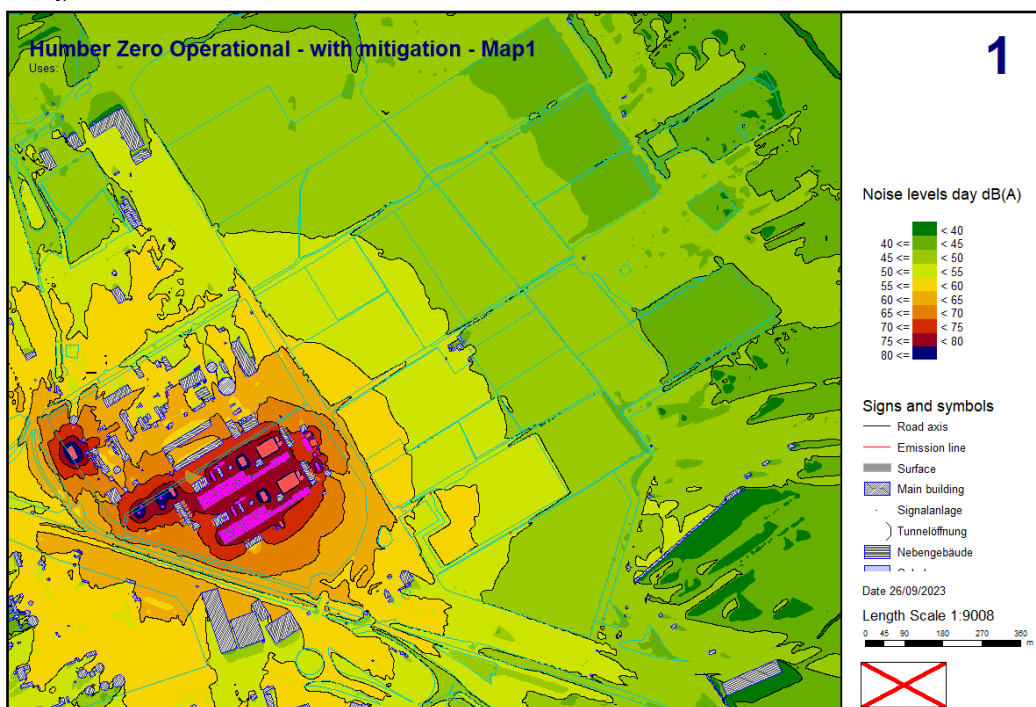 Humber Zero Operational - with mitigation - Map1
Uses:
1
Noise levels day dB(A)
< 40
40 <= < 45
45 <= < 50
50 <= < 55
55 <= < 60
60 <= < 65
65 <= < 70
70 <= < 75
75 <= < 80
80 <=
Signs and symbols
Road axis
Emission line
Surface
Main building
Signalanlage
Tunnelöffnung
Nebengebäude
Date 26/09/2023
Length Scale 1:9008
0 45 90 180 270 380
m